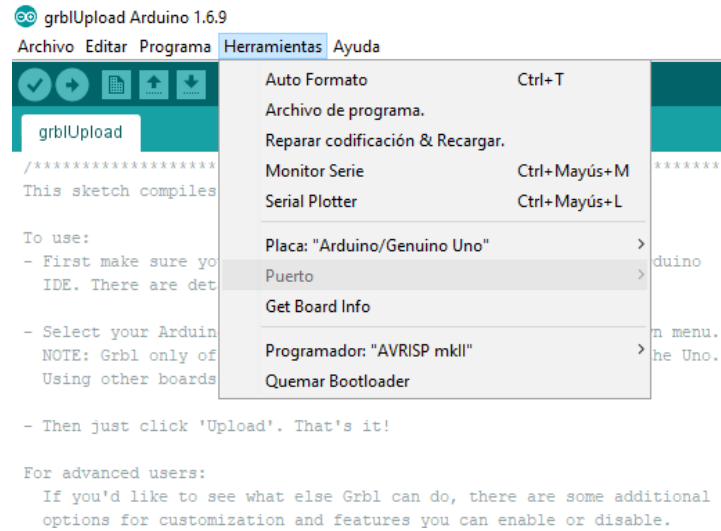 grblUpload Arduino 1.6.9
Archivo Editar Programa Herramientas Ayuda
Auto Formato Ctrl+T
Archivo de programa.
grblUpload
Reparar codificación & Recargar.
/******************* *******
Monitor Serie Ctrl+Mayús+M
This sketch compiles
Serial Plotter Ctrl+Mayús+L
To use:
Placa: "Arduino/Genuino Uno"
- First make sure yo duino
Puerto
IDE. There are det
Get Board Info
- Select your Arduin n menu.
Programador: "AVRISP mkII"
NOTE: Grbl only of he Uno.
Quemar Bootloader
Using other boards
- Then just click 'Upload'. That's it!
For advanced users:
If you'd like to see what else Grbl can do, there are some additional
options for customization and features you can enable or disable.